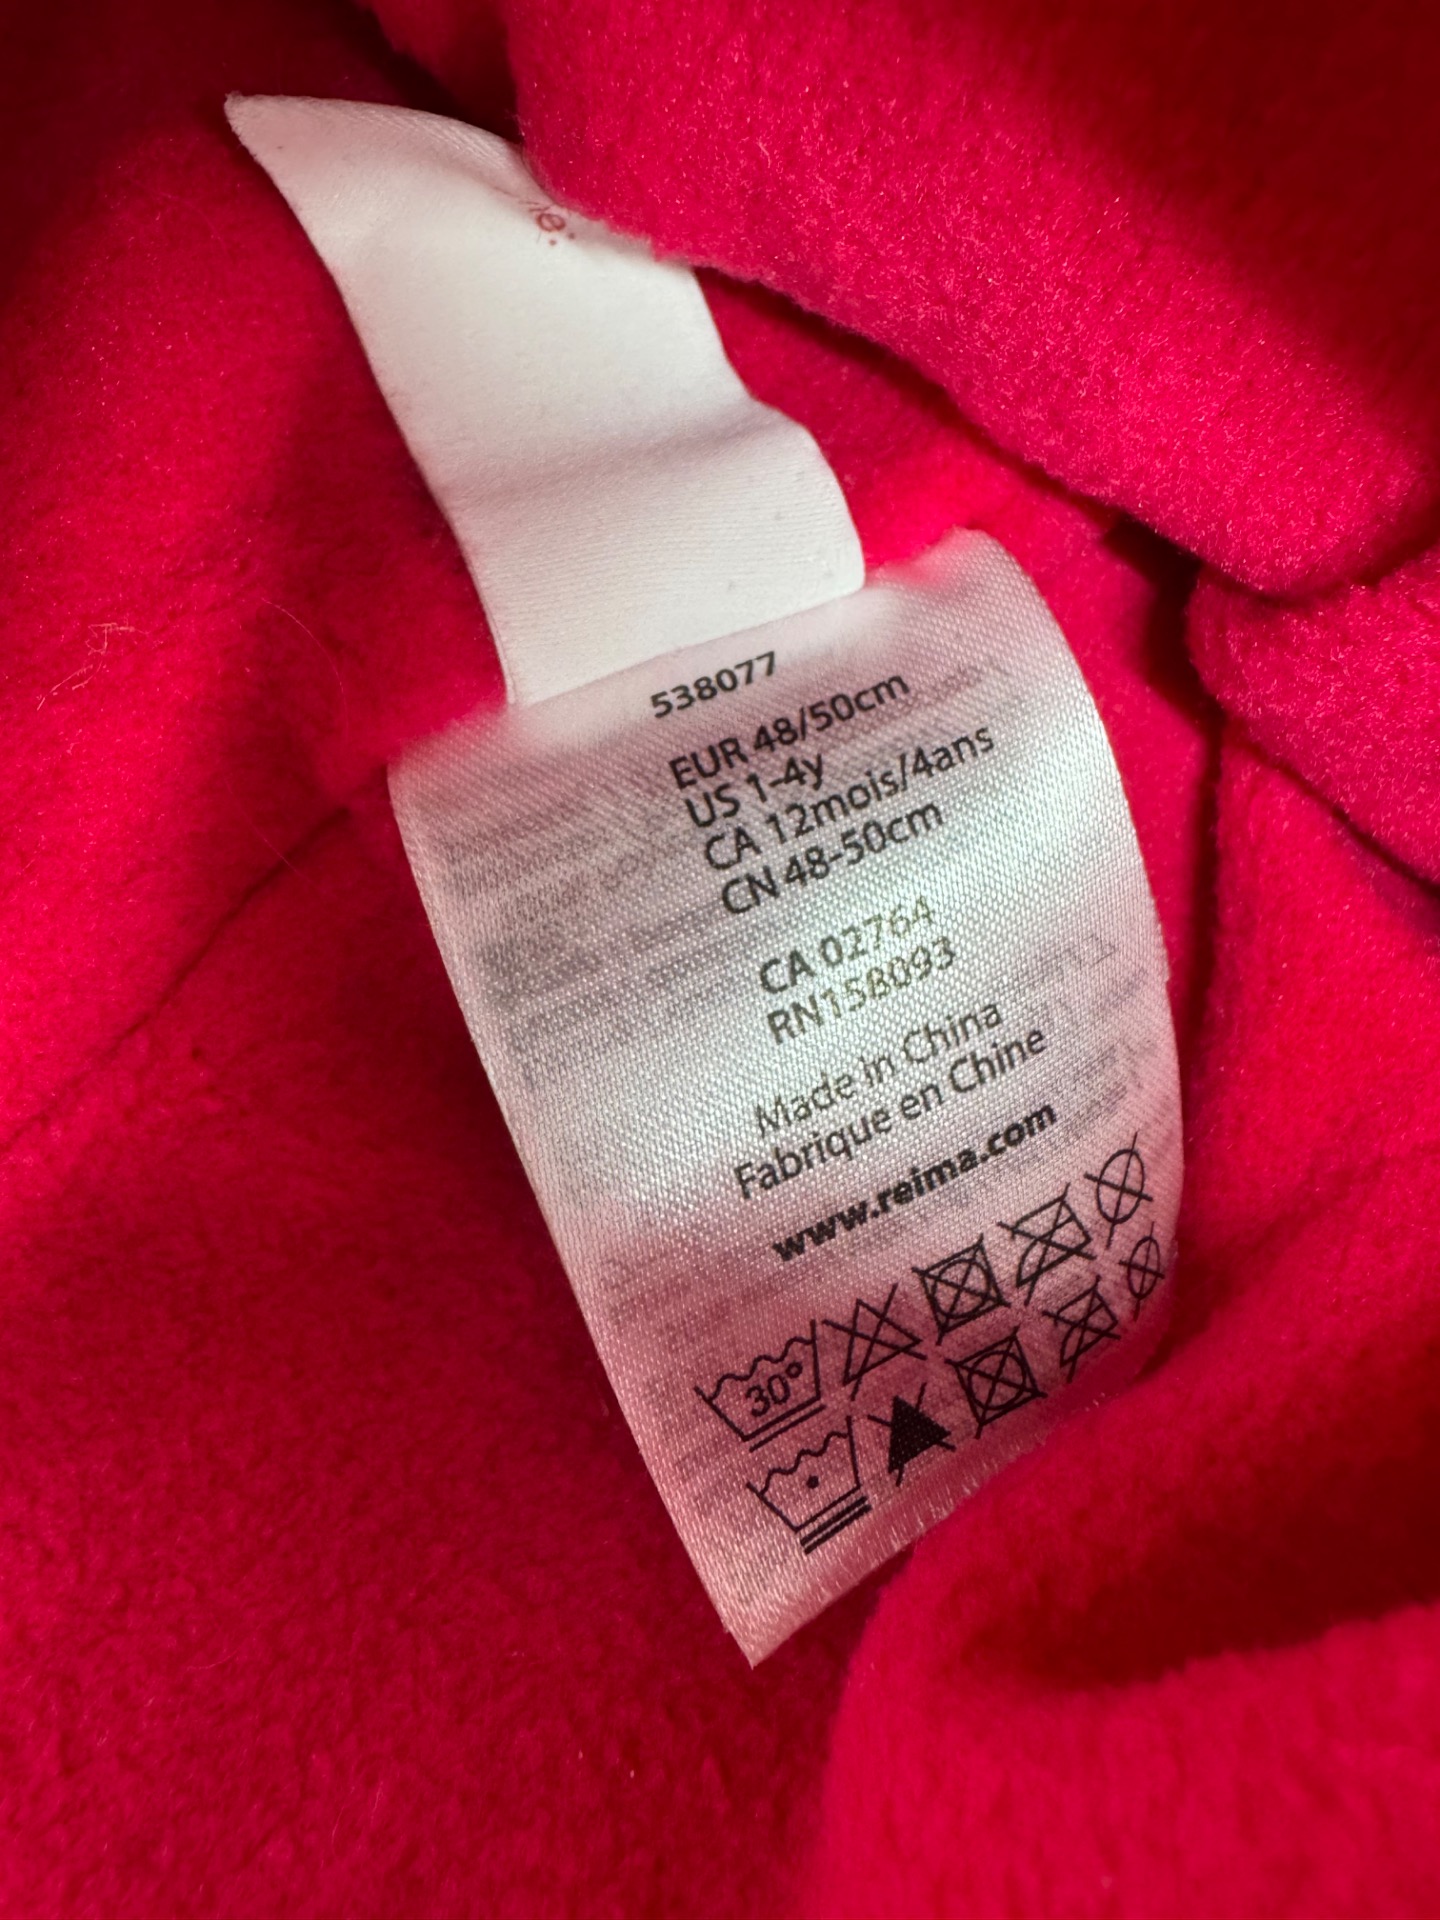 538077
EUR 48/50cm
US 1-4y
CA 12mois/4ans
CN 48-50cm
CA 02764
RN158093
Made in China
Fabriqué en Chine
www.reima.com
30°